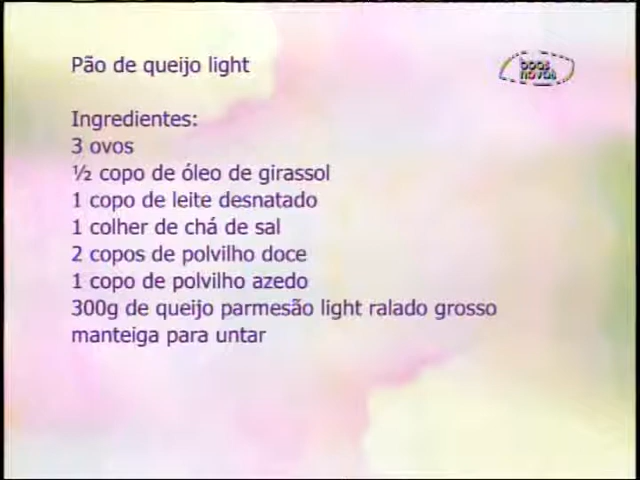 Pão de queijo light
boas
novas
Ingredientes:
3 ovos
½ copo de óleo de girassol
1 copo de leite desnatado
1 colher de chá de sal
2 copos de polvilho doce
1 copo de polvilho azedo
300g de queijo parmesão light ralado grosso
manteiga para untar